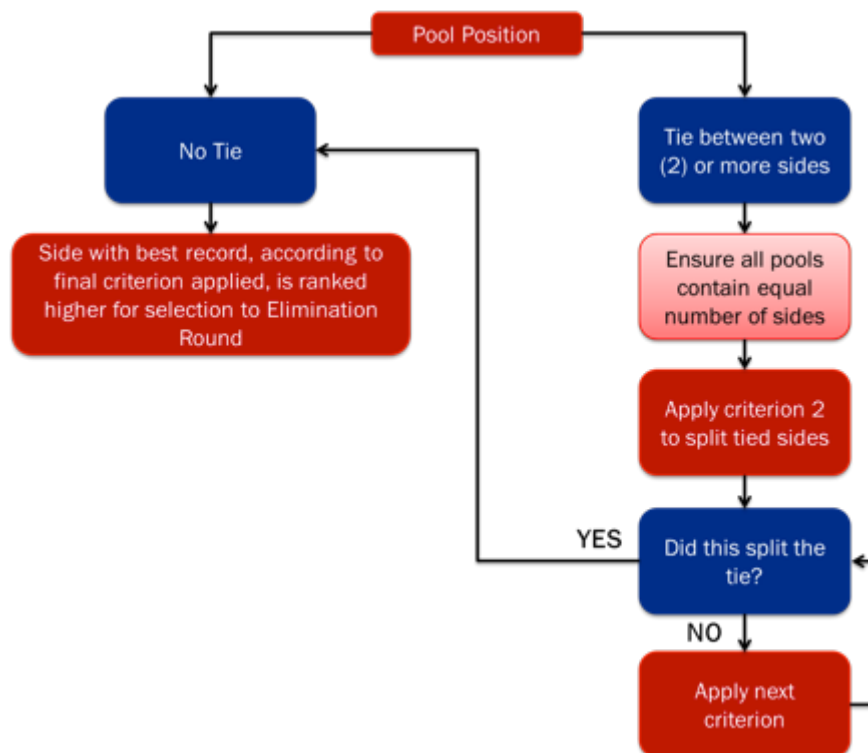 Pool Position
No Tie
Tie between two
(2) or more sides
Side with best record, according to
final criterion applied, is ranked
higher for selection to Elimination
Round
Ensure all pools
contain equal
number of sides
Apply criterion 2
to split tied sides
YES
Did this split the
tie?
NO
Apply next
criterion